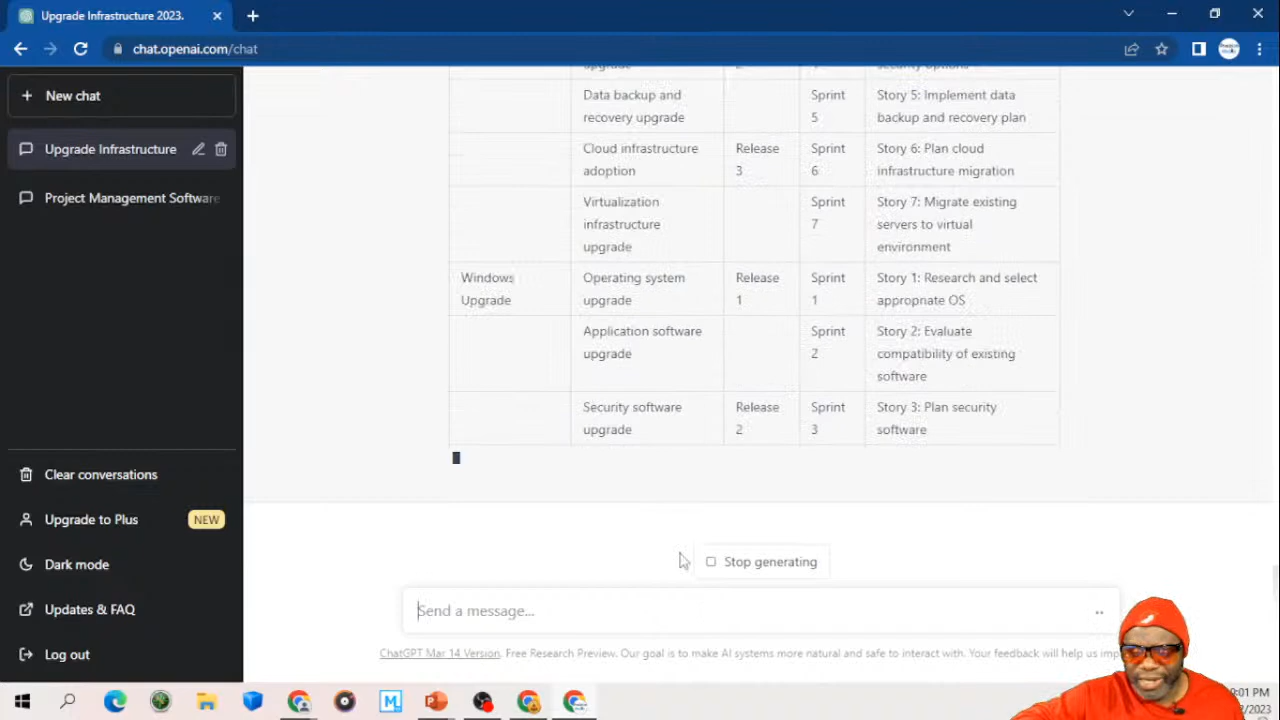 Upgrade Infrastructure 2023.
chat.openai.com/chat
New chat
Upgrade Infrastructure
Project Management Software
Clear conversations
Upgrade to Plus
NEW
Dark mode
Updates & FAQ
Log out
upgrade 2 4 security options
Data backup and Sprint Story 5: Implement data
recovery upgrade 5 backup and recovery plan
Cloud infrastructure Release Sprint Story 6: Plan cloud
adoption 3 6 infrastructure migration
Virtualization Sprint Story 7: Migrate existing
infrastructure 7 servers to virtual
upgrade environment
Windows Operating system Release Sprint Story 1: Research and select
Upgrade upgrade 1 1 appropriate OS
Application software Sprint Story 2: Evaluate
upgrade 2 compatibility of existing
software
Security software Release Sprint Story 3: Plan security
upgrade 2 3 software
Stop generating
Send a message...
ChatGPT Mar 14 Version. Free Research Preview. Our goal is to make AI systems more natural and safe to interact with. Your feedback will help us